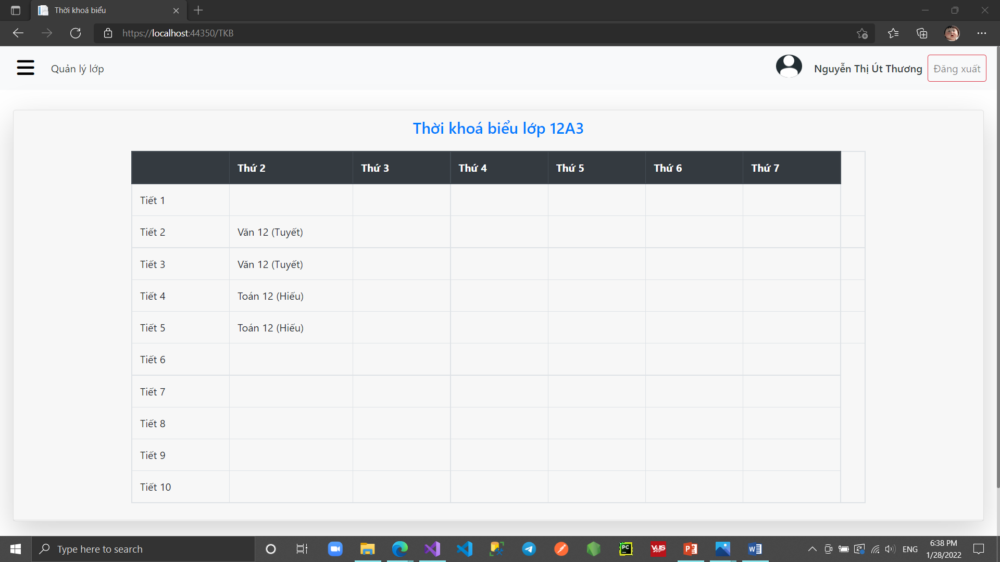 Thời khoá biểu
https://localhost:44350/TKB
Quản lý lớp
Nguyễn Thị Út Thương
Đăng xuất
Thời khoá biểu lớp 12A3
Thứ 2 Thứ 3 Thứ 4 Thứ 5 Thứ 6 Thứ 7
Tiết 1
Tiết 2 Văn 12 (Tuyết)
Tiết 3 Văn 12 (Tuyết)
Tiết 4 Toán 12 (Hiếu)
Tiết 5 Toán 12 (Hiếu)
Tiết 6
Tiết 7
Tiết 8
Tiết 9
Tiết 10
Type here to search
PC
VUS
P
W
ENG
6:38 PM
1/28/2022